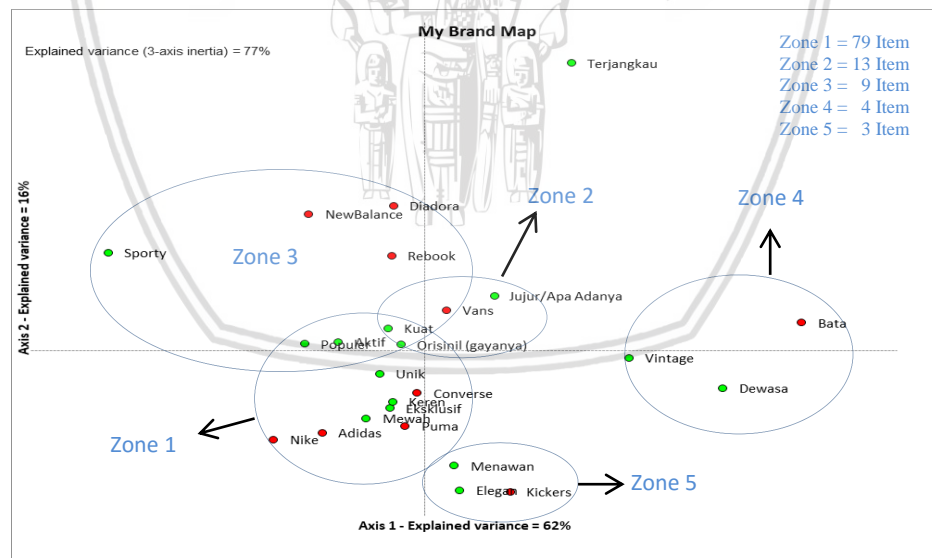 My Brand Map
Explained variance (3-axis inertia) = 77%
Zone 1 = 79 Item
Zone 2 = 13 Item
Zone 3 = 9 Item
Zone 4 = 4 Item
Zone 5 = 3 Item
Terjangkau
Zone 2
Zone 4
Diadora
NewBalance
Sporty
Zone 3
Rebook
Jujur/Apa Adanya
Vans
Bata
Kuat
Populer
Aktif
Orisinil (gayanya)
Axis 2 - Explained variance = 16%
Vintage
Unik
Dewasa
Converse
Keren
Eksklusif
Mewah
Puma
Adidas
Nike
Zone 1
Menawan
Zone 5
Elegan
Kickers
Axis 1 - Explained variance = 62%